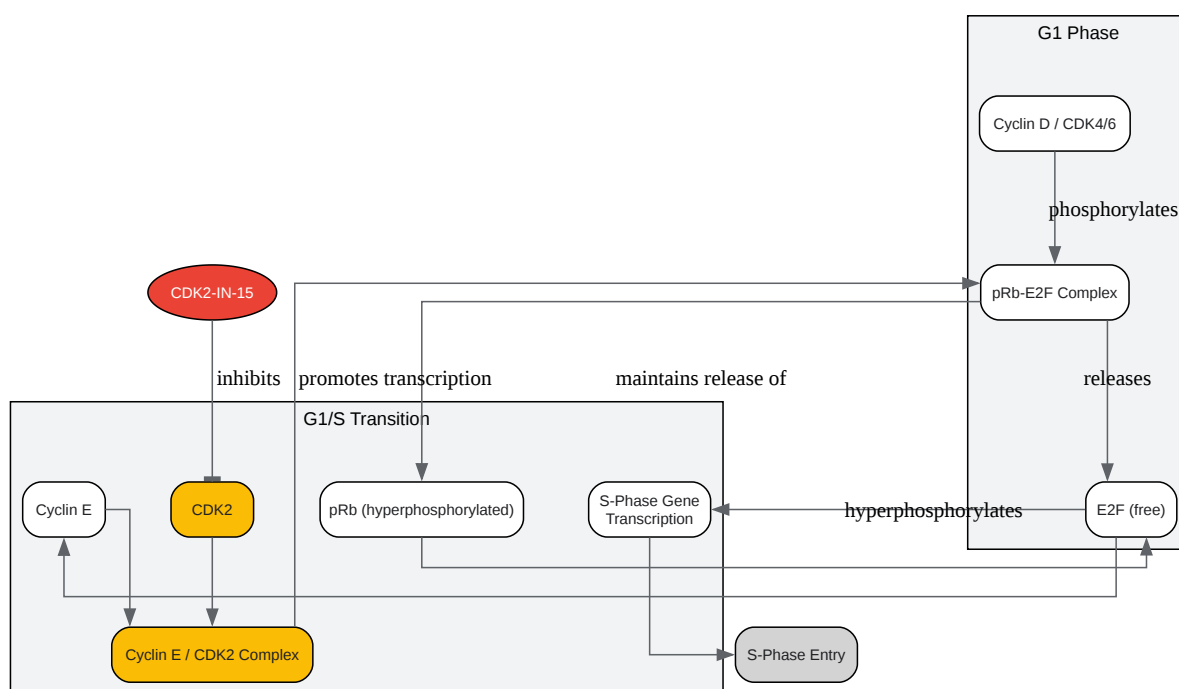 G1 Phase
Cyclin D / CDK4/6
phosphorylates
CDK2-IN-15
pRb-E2F Complex
inhibits
promotes transcription
maintains release of
releases
G1/S Transition
Cyclin E
CDK2
pRb (hyperphosphorylated)
S-Phase Gene
Transcription
hyperphosphorylates
E2F (free)
Cyclin E / CDK2 Complex
S-Phase Entry